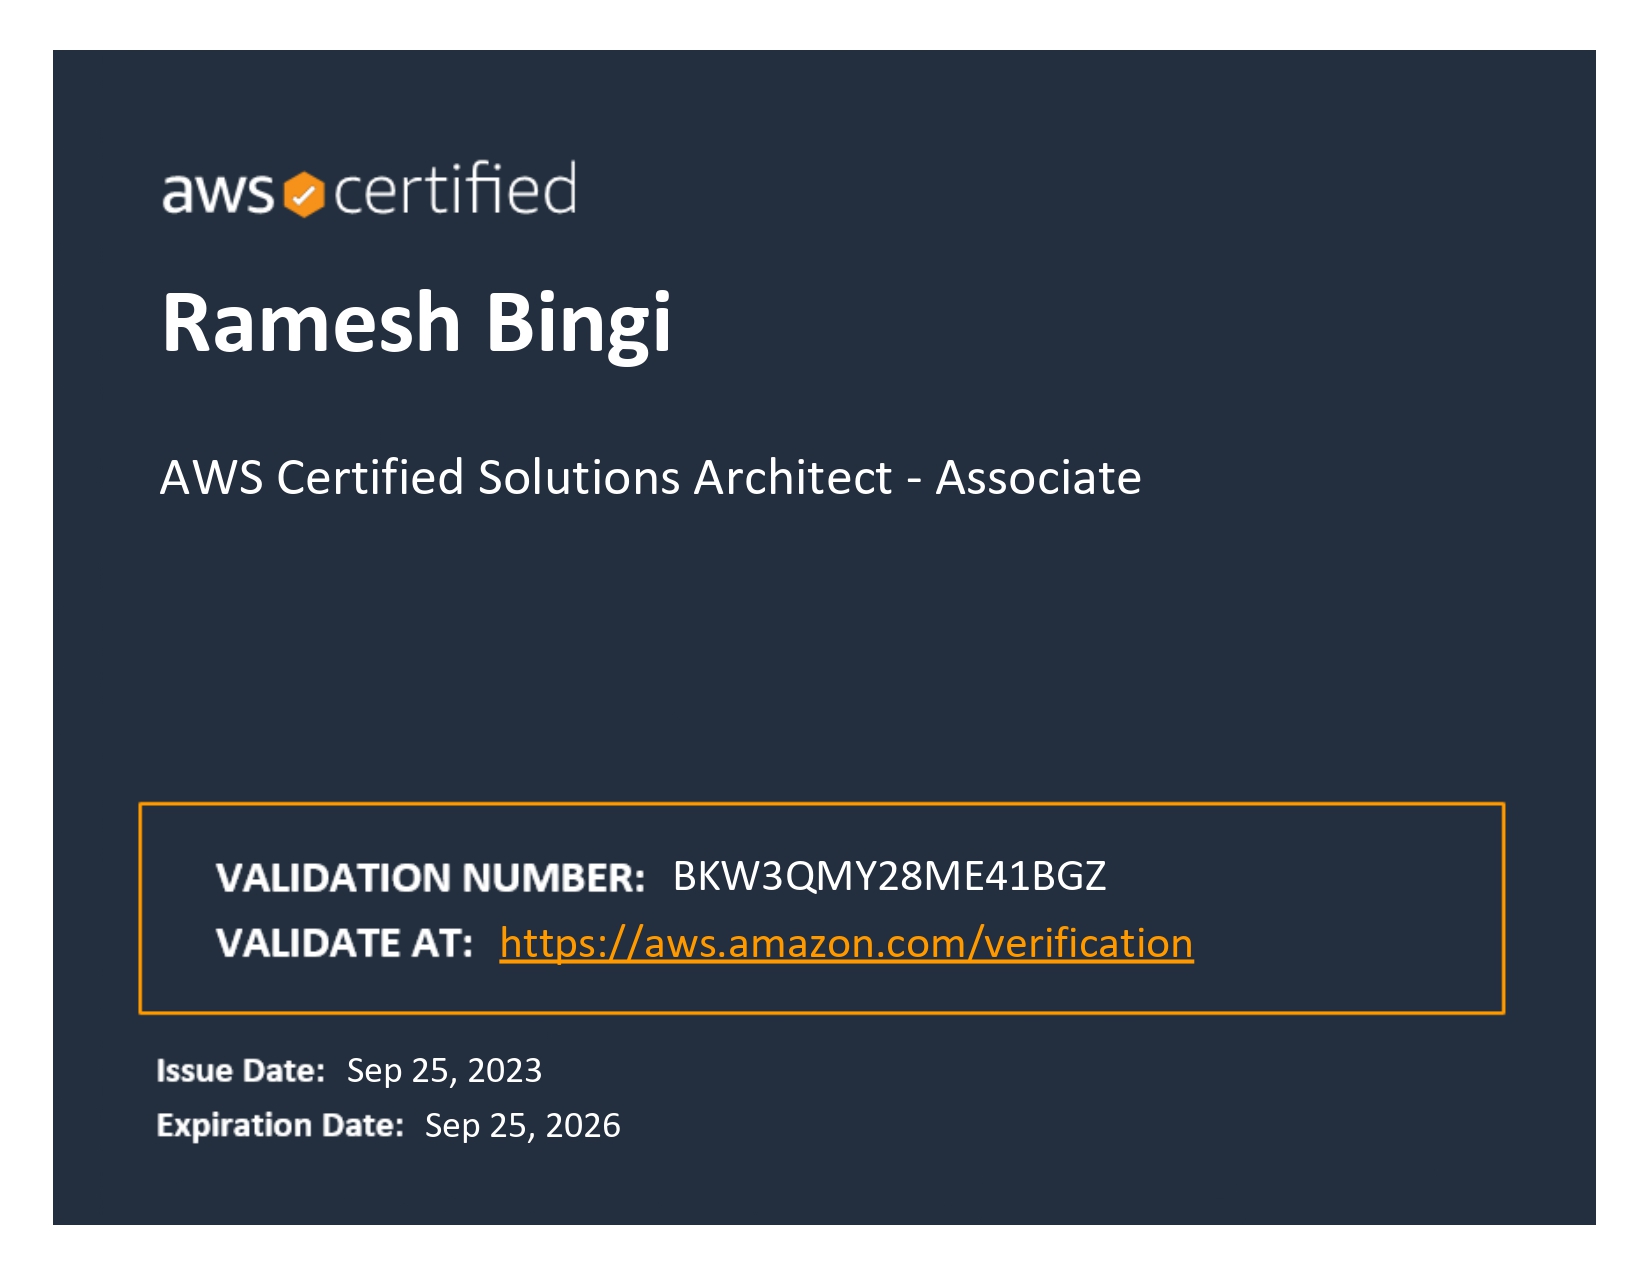 aws certified
Ramesh Bingi
AWS Certified Solutions Architect - Associate
VALIDATION NUMBER: BKW3QMY28ME41BGZ
VALIDATE AT: https://aws.amazon.com/verification
Issue Date: Sep 25, 2023
Expiration Date: Sep 25, 2026